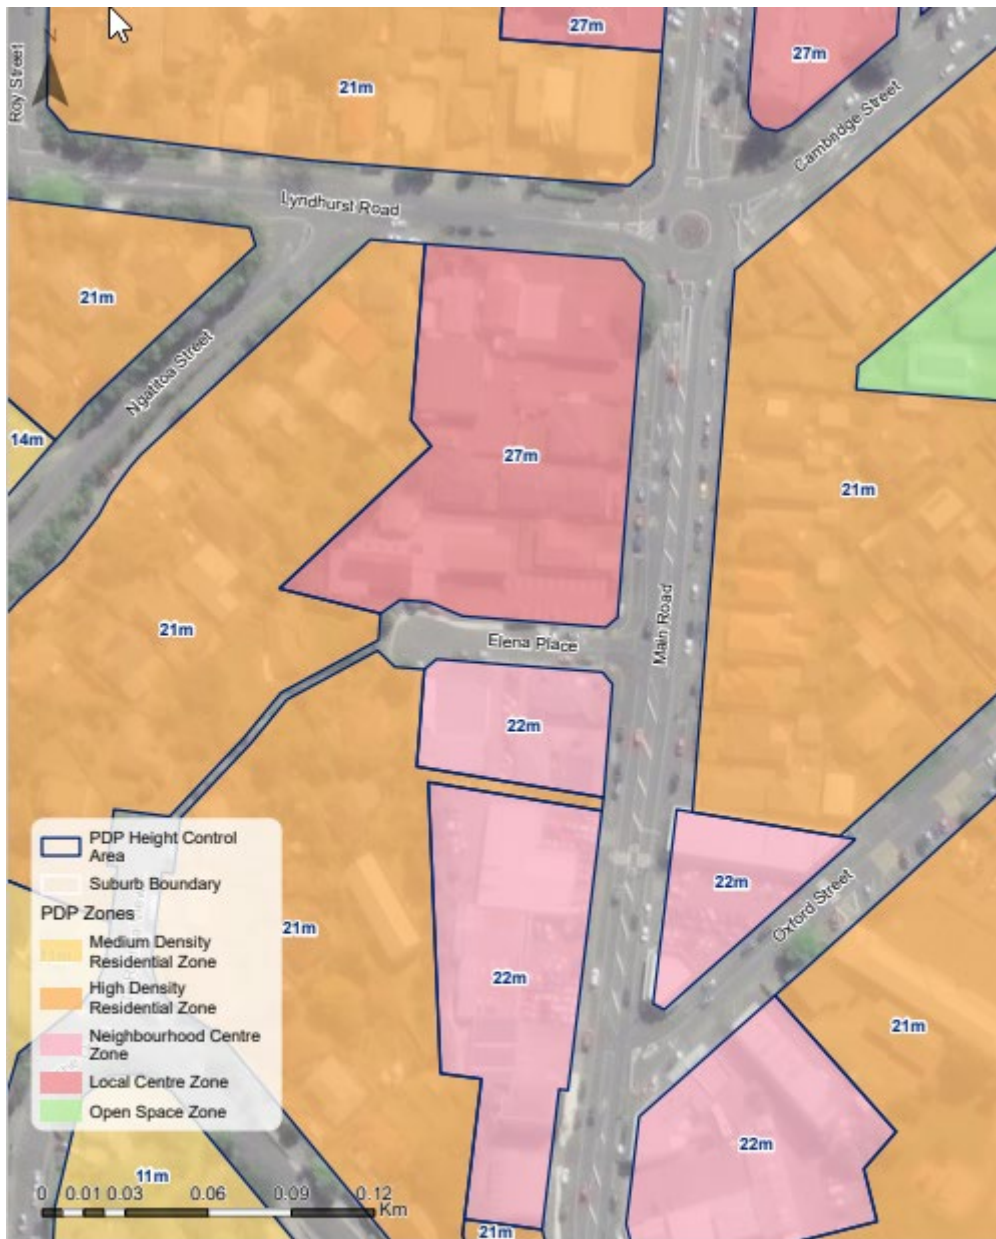 27m
27m
21m
Roy Street
Cambridge Street
Lyndhurst Road
21m
Ngatitoa Street
14m
27m
21m
21m
Elena Place
Main Road
22m
PDP Height Control
Area
Suburb Boundary
PDP Zones
Medium Density
Residential Zone
High Density
Residential Zone
Neighbourhood Centre
Zone
Local Centre Zone
Open Space Zone
21m
22m
Oxford Street
22m
21m
22m
11m
0 0.01 0.03 0.06 0.09 0.12
Km
21m